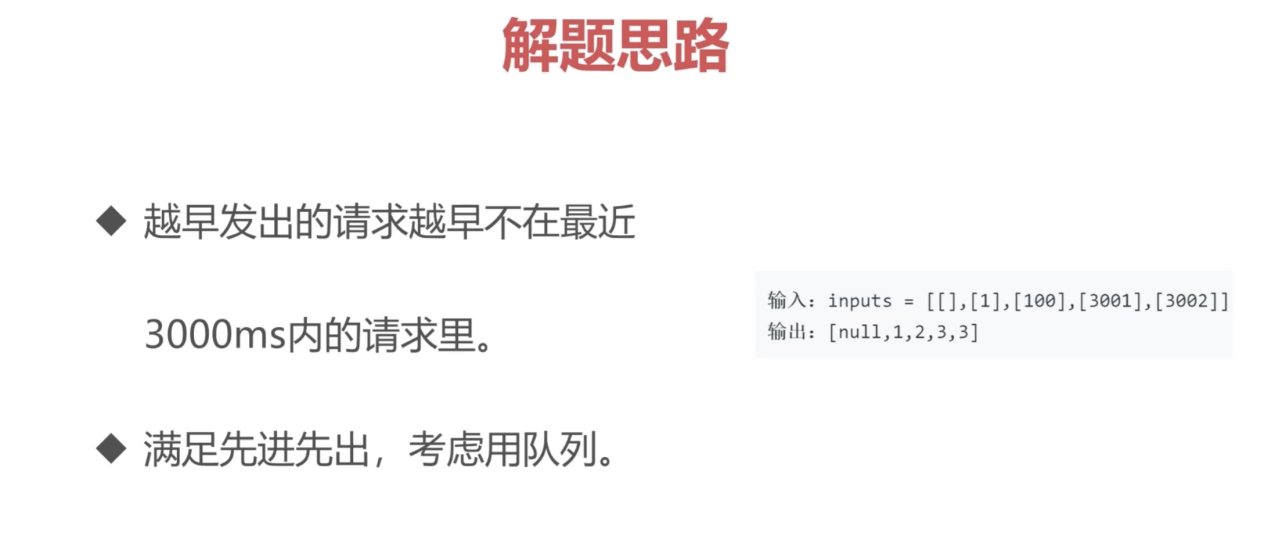 解题思路
◆ 越早发出的请求越早不在最近
3000ms内的请求里。
◆ 满足先进先出，考虑用队列。
输入：inputs = [[],[1],[100],[3001],[3002]]
输出：[null,1,2,3,3]